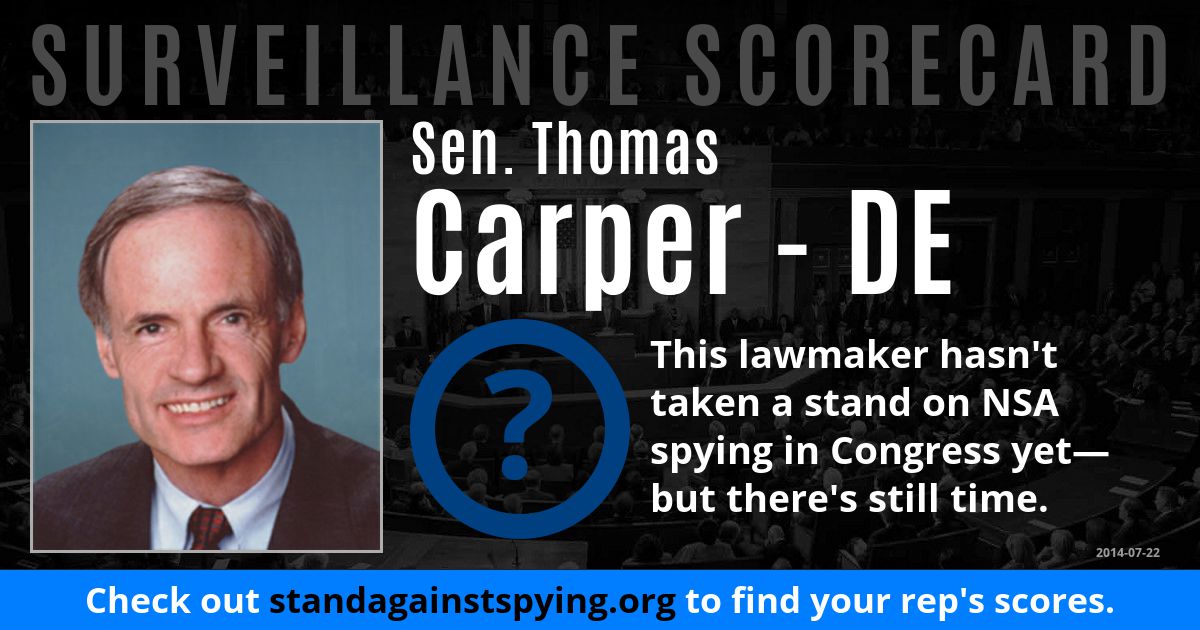 SURVEILLANCE SCORECARD
Sen. Thomas
Carper - DE
?
This lawmaker hasn't
taken a stand on NSA
spying in Congress yet—
but there's still time.
2014-07-22
Check out standagainstspying.org to find your rep's scores.